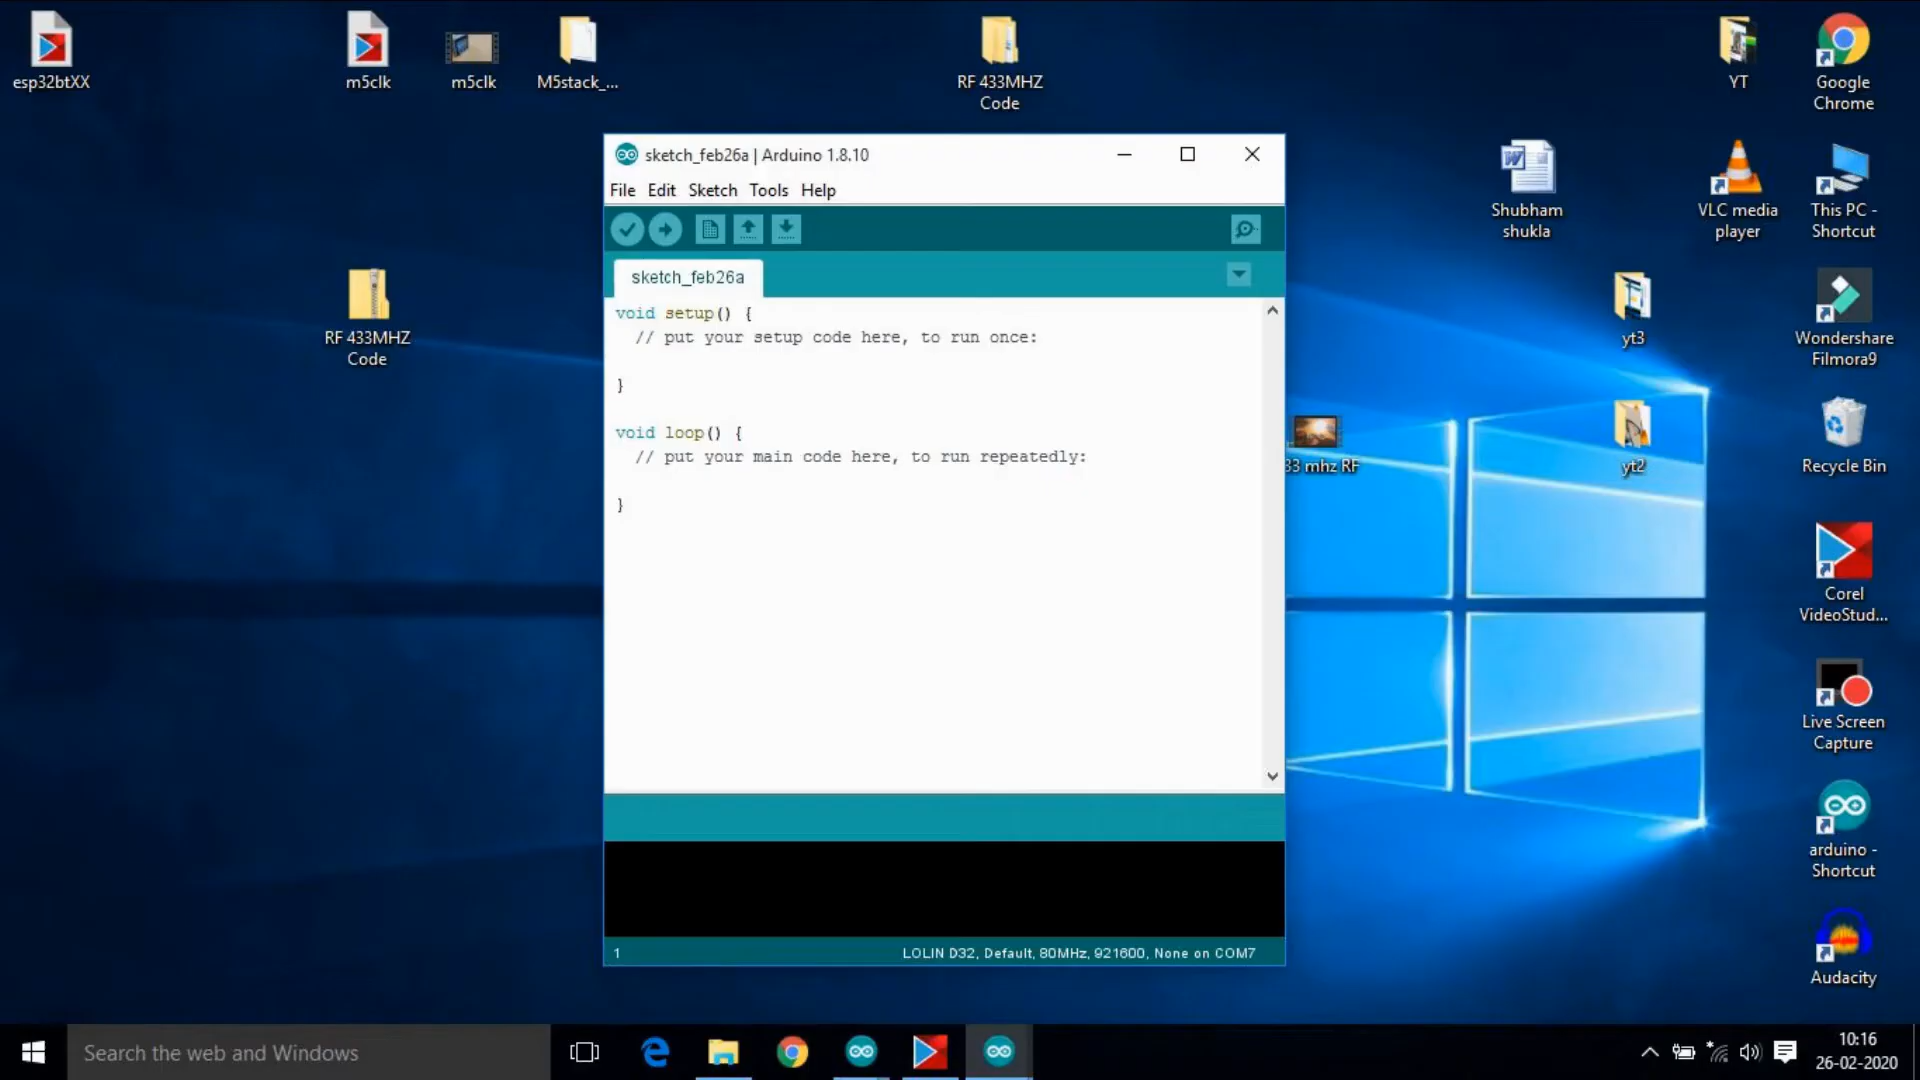 esp32btXX
m5clk
m5clk
M5stack_...
RF 433MHZ
Code
YT
Google
Chrome
sketch_feb26a | Arduino 1.8.10
File Edit Sketch Tools Help
sketch_feb26a
void setup() {
// put your setup code here, to run once:
}
void loop() {
// put your main code here, to run repeatedly:
}
1
LOLIN D32, Default, 80MHz, 921600, None on COM7
RF 433MHZ
Code
33 mhz RF
Shubham
shukla
VLC media
player
This PC -
Shortcut
yt3
Wondershare
Filmora9
yt2
Recycle Bin
Corel
VideoStud...
Live Screen
Capture
arduino -
Shortcut
Audacity
Search the web and Windows
10:16
26-02-2020